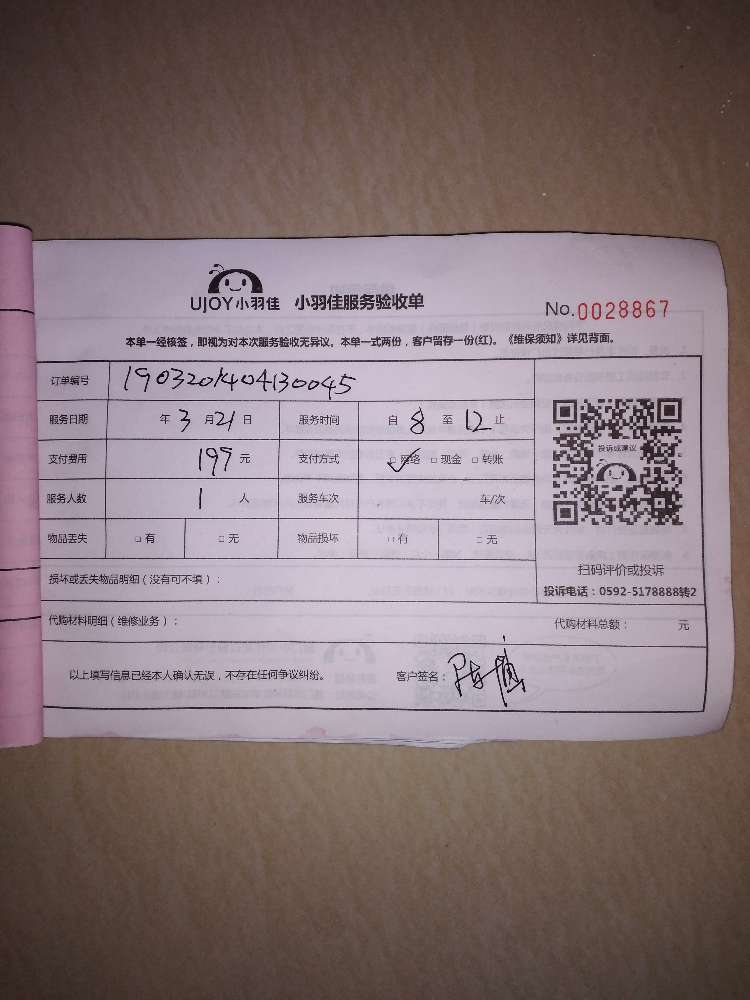 UJOY小羽佳 小羽佳服务验收单
No.0028867
本单一经核签，即视为对本次服务验收无异议。本单一式两份，客户留存一份(红)。《维保须知》详见背面。
订单编号 1903201404130045
服务日期 年 3 月 21 日 服务时间 自 8 至 12 止
支付费用 199 元 支付方式 □网络 □现金 □转账
服务人数 1 人 服务车次 车/次
物品丢失 □有 □无 物品损坏 □有 □无
投诉或建议
扫码评价或投诉
投诉电话：0592-5178888转2
损坏或丢失物品明细（没有可不填）：
代购材料明细（维修业务）： 代购材料总额： 元
以上填写信息已经本人确认无误，不存在任何争议纠纷。 客户签名：